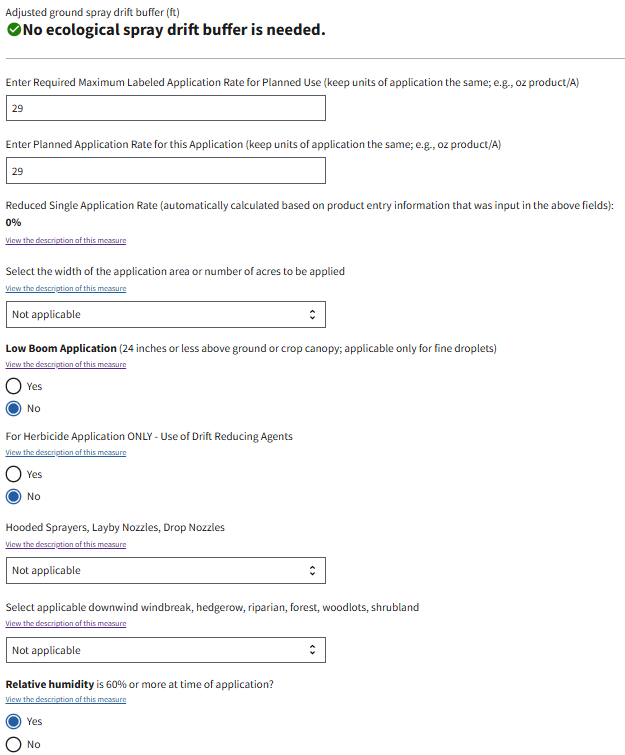 Adjusted ground spray drift buffer (ft)
No ecological spray drift buffer is needed.
Enter Required Maximum Labeled Application Rate for Planned Use (keep units of application the same; e.g., oz product/A)
29
Enter Planned Application Rate for this Application (keep units of application the same; e.g., oz product/A)
29
Reduced Single Application Rate (automatically calculated based on product entry information that was input in the above fields):
0%
View the description of this measure
Select the width of the application area or number of acres to be applied
View the description of this measure
Not applicable
Low Boom Application (24 inches or less above ground or crop canopy; applicable only for fine droplets)
View the description of this measure
Yes
No
For Herbicide Application ONLY - Use of Drift Reducing Agents
View the description of this measure
Yes
No
Hooded Sprayers, Layby Nozzles, Drop Nozzles
View the description of this measure
Not applicable
Select applicable downwind windbreak, hedgerow, riparian, forest, woodlots, shrubland
View the description of this measure
Not applicable
Relative humidity is 60% or more at time of application?
View the description of this measure
Yes
No